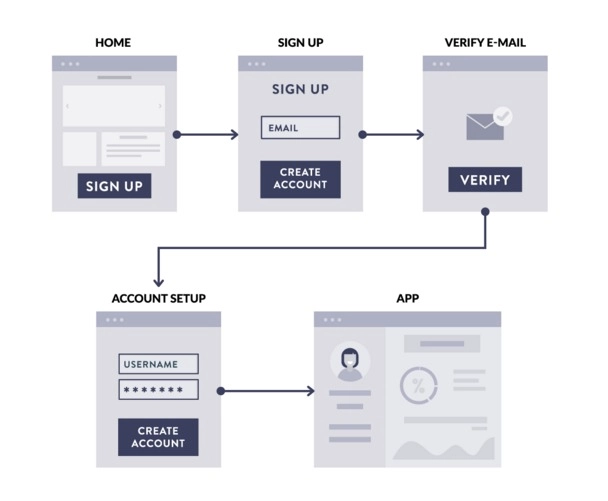 HOME
SIGN UP
VERIFY E-MAIL
SIGN UP
EMAIL
SIGN UP
CREATE
ACCOUNT
VERIFY
ACCOUNT SETUP
APP
USERNAME
*******
%
CREATE
ACCOUNT